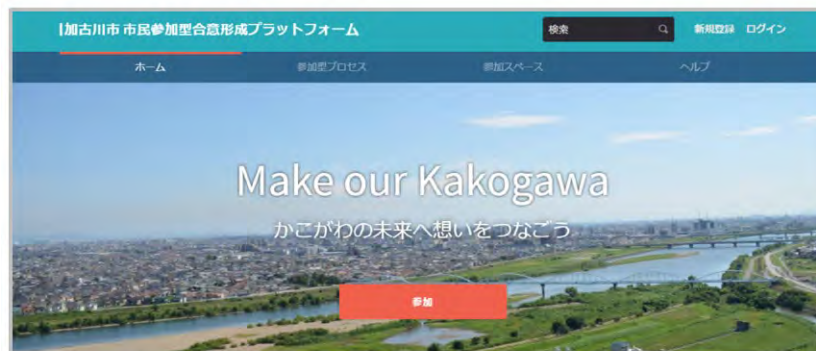 加古川市 市民参加型合意形成プラットフォーム
検索
新規登録 ログイン
ホーム 参加型プロセス 参加スペース ヘルプ
Make our Kakogawa
かこがわの未来へ想いをつなごう
参加